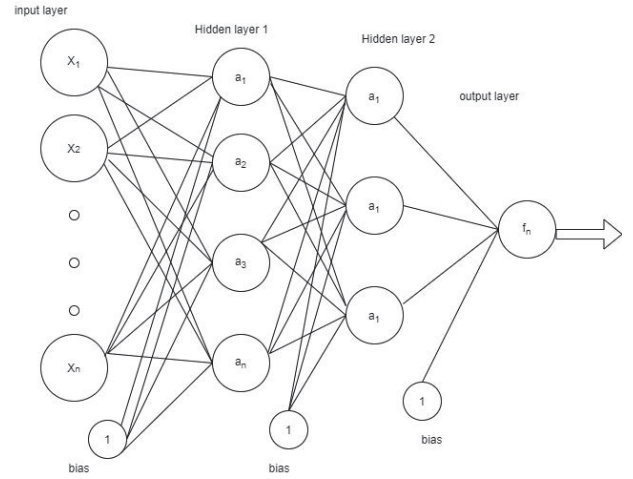 input layer
Hidden layer 1
Hidden layer 2
output layer
X1
X2
Xn
a1
a2
a3
an
a1
a1
a1
fn
1
1
1
bias
bias
bias